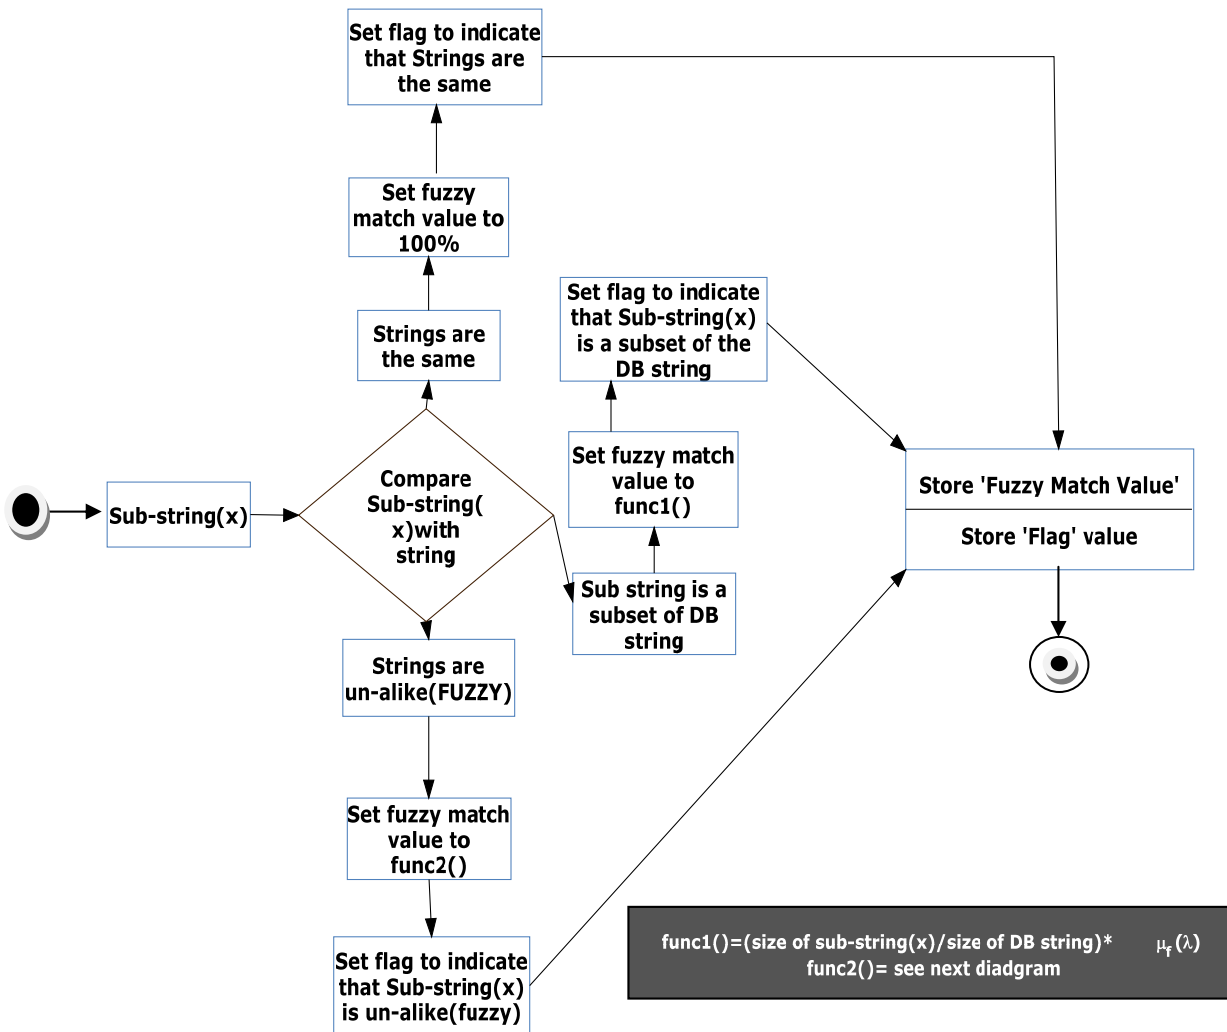 Set flag to indicate
that Strings are
the same
Set fuzzy
match value to
100%
Strings are
the same
Set flag to indicate
that Sub-string(x)
is a subset of the
DB string
Set fuzzy match
value to
func1()
Sub-string(x)
Compare
Sub-string(
x)with
string
Sub string is a
subset of DB
string
Store 'Fuzzy Match Value'
Store 'Flag' value
Strings are
un-alike(FUZZY)
Set fuzzy match
value to
func2()
Set flag to indicate
that Sub-string(x)
is un-alike(fuzzy)
func1()=(size of sub-string(x)/size of DB string)* μf(λ)
func2()= see next diadgram